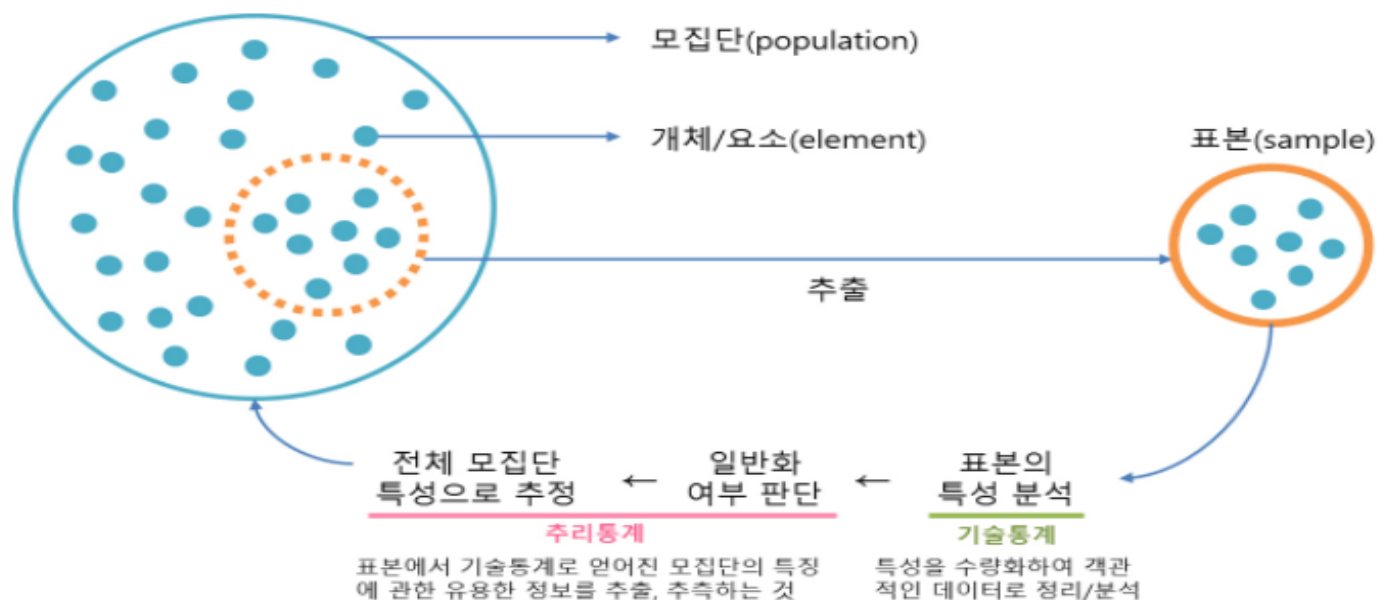 모집단(population)
개체/요소(element)
표본(sample)
추출
전체 모집단
특성으로 추정
←
일반화
여부 판단
←
표본의
특성 분석
추리통계
기술통계
표본에서 기술통계로 얻어진 모집단의 특징
에 관한 유용한 정보를 추출, 추측하는 것
특성을 수량화하여 객관
적인 데이터로 정리/분석